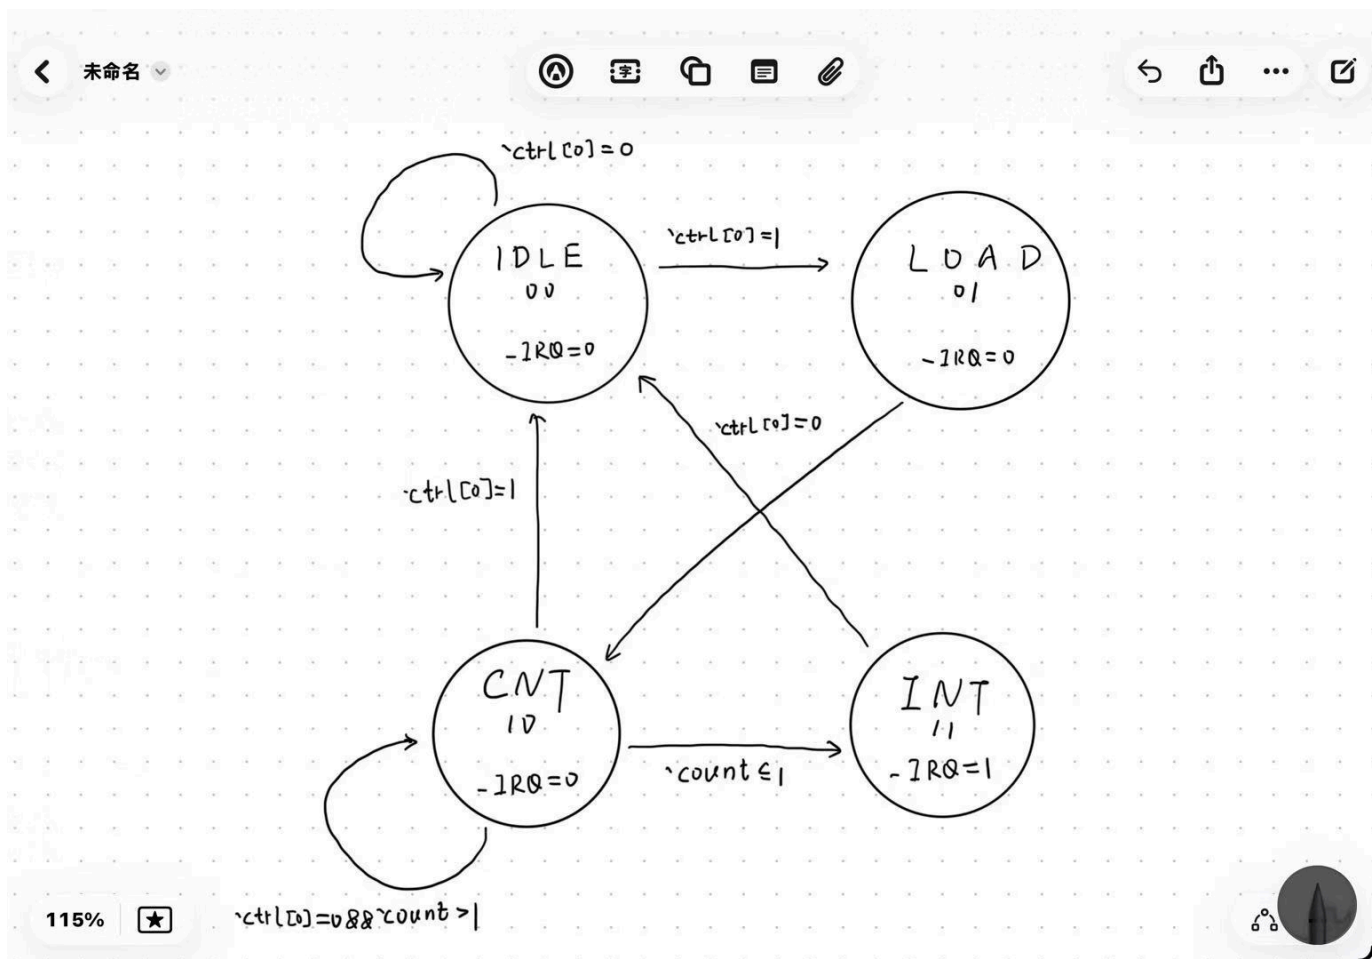 未命名
字
`ctrl[0]=0
IDLE
00
-IRQ=0
`ctrl[0]=1
LOAD
01
-IRQ=0
`ctrl[0]=0
`ctrl[0]=1
CNT
10
-IRQ=0
`count≤1
INT
11
-IRQ=1
`ctrl[0]=0&&`count>1
115%